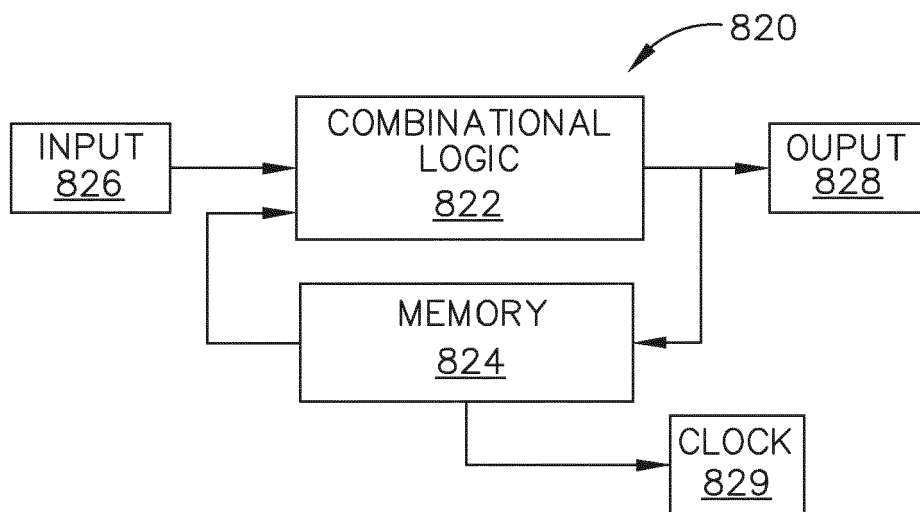 820
INPUT
826
COMBINATIONAL
LOGIC
822
OUPUT
828
MEMORY
824
CLOCK
829